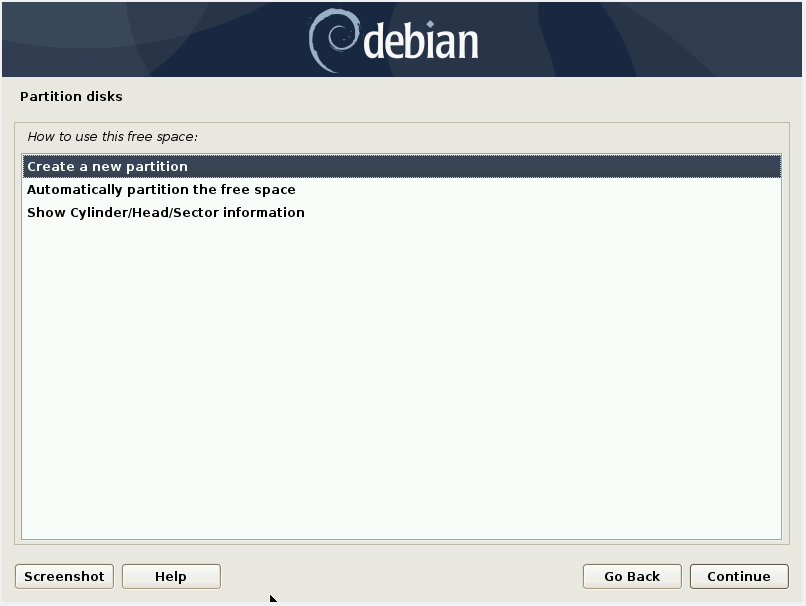 debian
Partition disks
How to use this free space:
Create a new partition
Automatically partition the free space
Show Cylinder/Head/Sector information
Screenshot
Help
Go Back
Continue